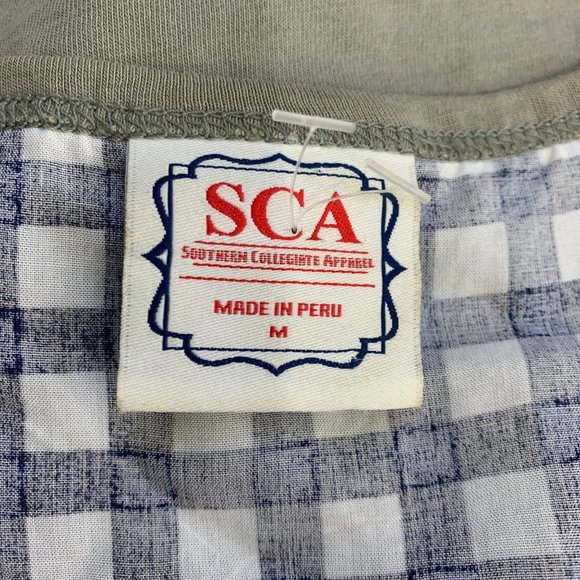 SCA
SOUTHERN COLLEGIATE APPAREL
MADE IN PERU
M